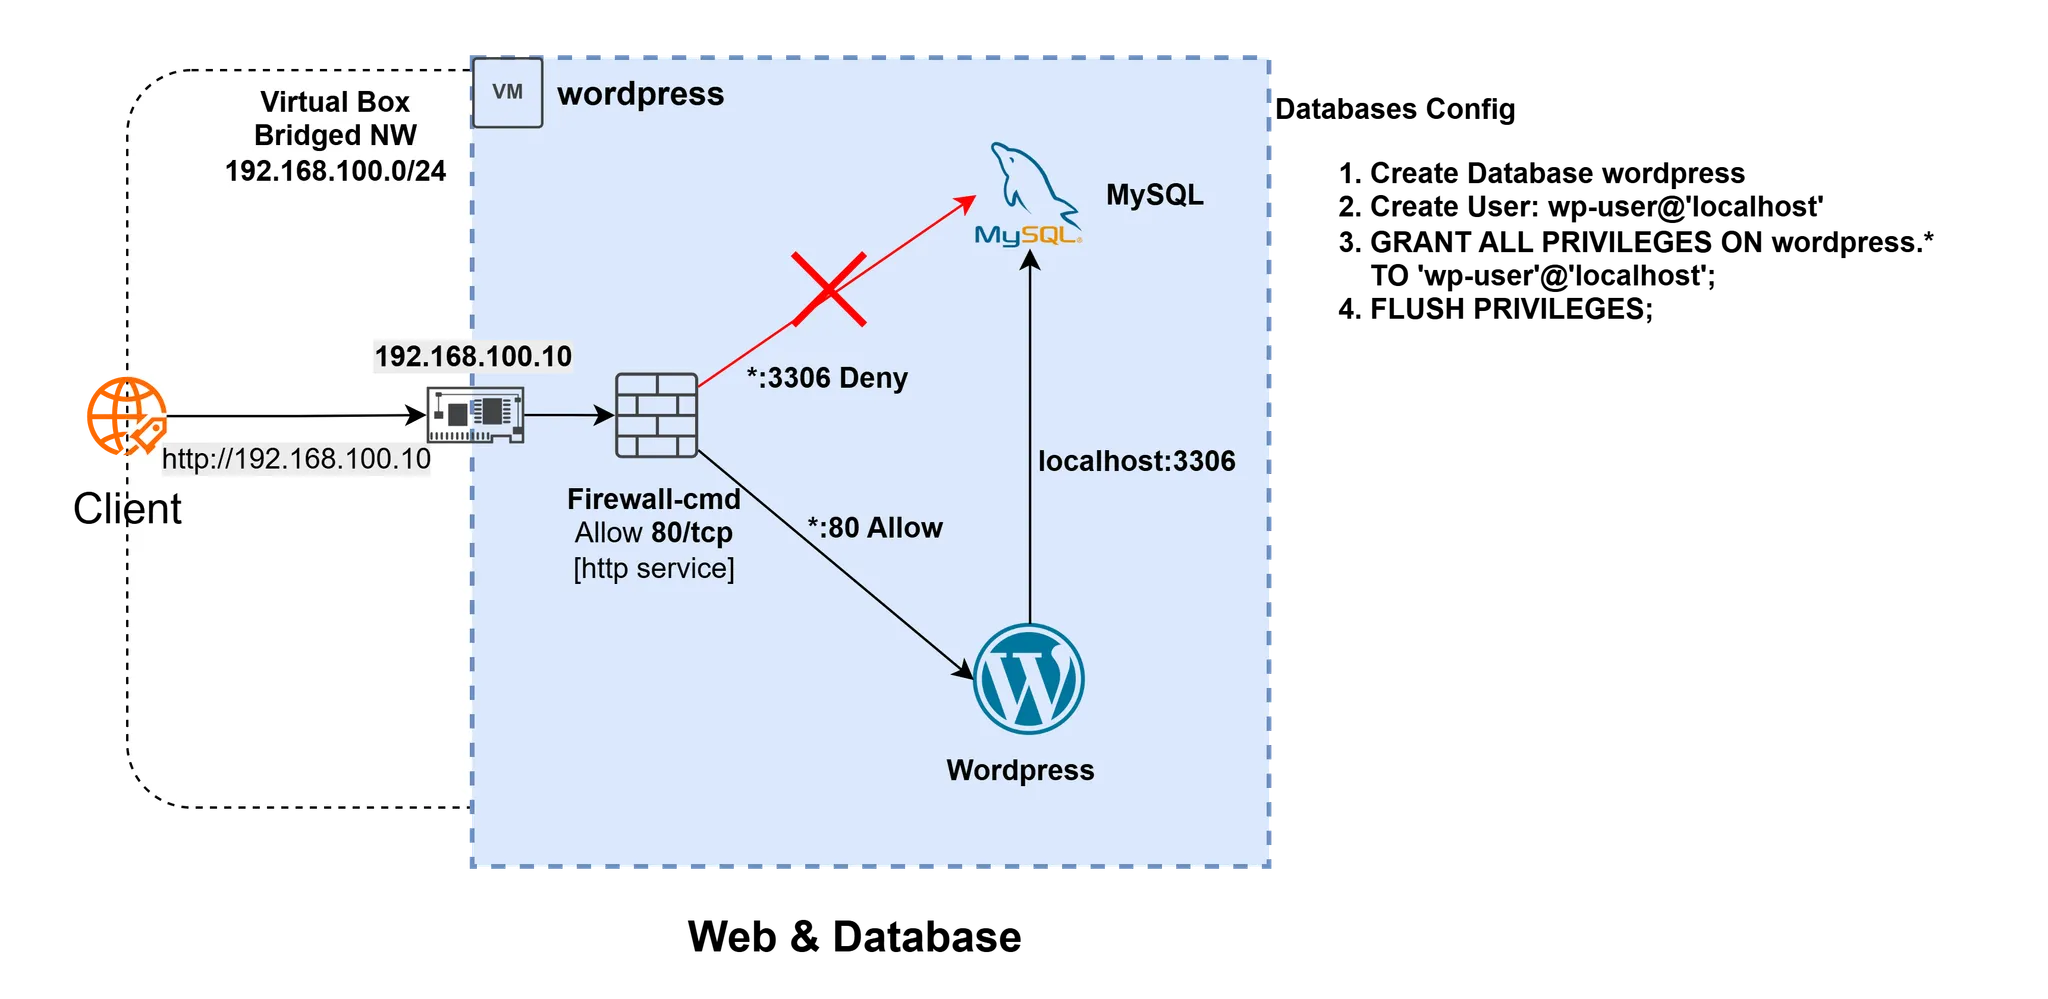 Virtual Box
Bridged NW
192.168.100.0/24
VM
wordpress
Databases Config
1. Create Database wordpress
2. Create User: wp-user@'localhost'
3. GRANT ALL PRIVILEGES ON wordpress.*
TO 'wp-user'@'localhost';
4. FLUSH PRIVILEGES;
MySQL
MySQL
192.168.100.10
*:3306 Deny
http://192.168.100.10
Client
localhost:3306
Firewall-cmd
Allow 80/tcp
[http service]
*:80 Allow
Wordpress
Web & Database